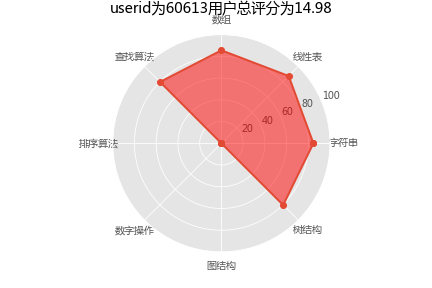 userid为60613用户总评分为14.98
数组
查找算法
线性表
100
80
60
40
20
排序算法
字符串
数字操作
树结构
图结构